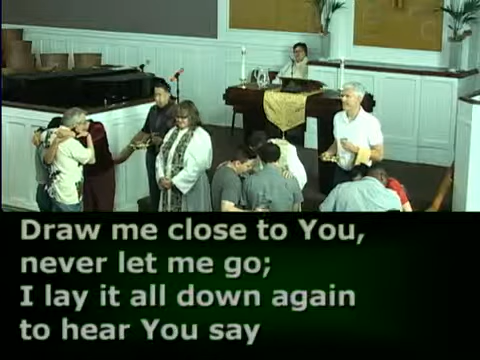 Draw me close to You,
never let me go;
I lay it all down again
to hear You say